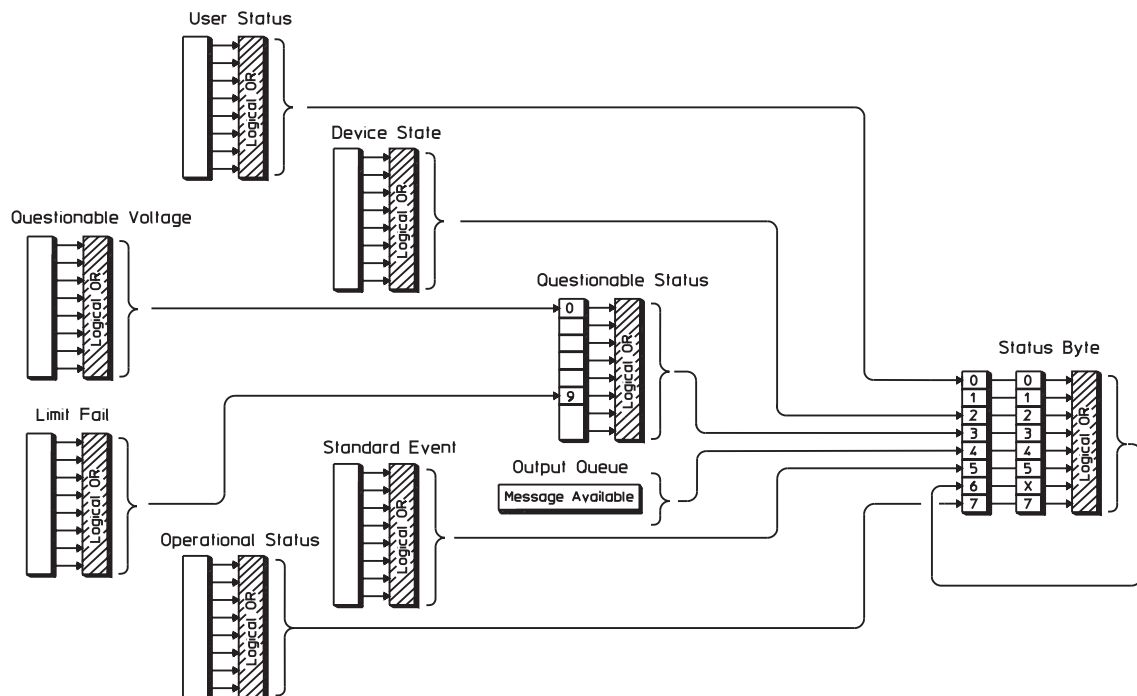 User Status
Logical OR
Device State
Logical OR
Questionable Voltage
Logical OR
Questionable Status
0
9
Logical OR
Status Byte
0 0
1 1
2 2
3 3
4 4
5 5
6 X
7 7
Logical OR
Limit Fail
Logical OR
Standard Event
Logical OR
Output Queue
Message Available
Operational Status
Logical OR